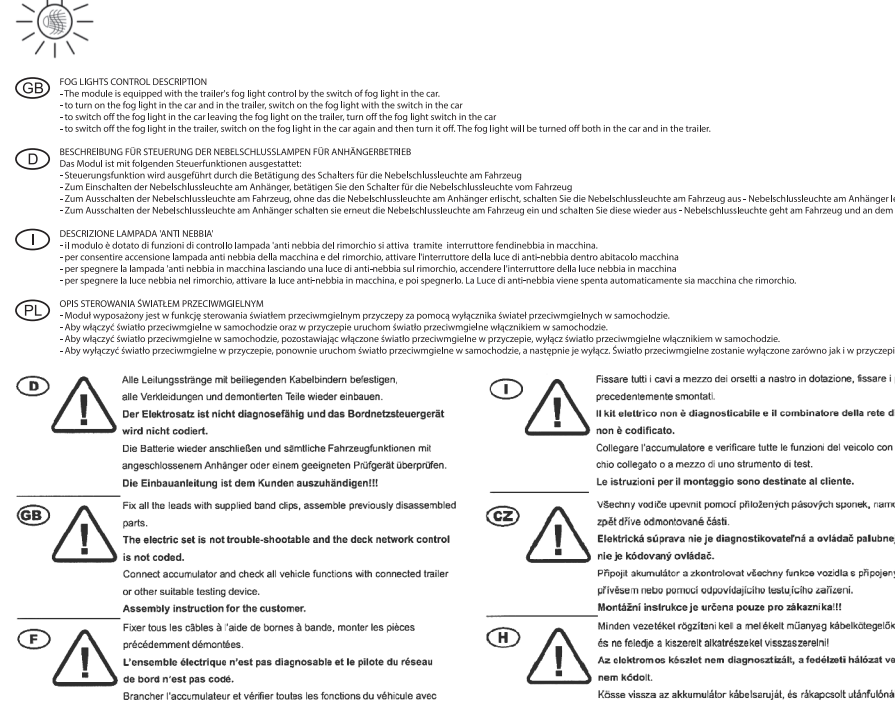 GB
FOG LIGHTS CONTROL DESCRIPTION
- The module is equipped with the trailer's fog light control by the switch of fog light in the car.
- to turn on the fog light in the car and in the trailer, switch on the fog light with the switch in the car
- to switch off the fog light in the car leaving the fog light on the trailer, turn off the fog light switch in the car
- to switch off the fog light in the trailer, switch on the fog light in the car again and then turn it off. The fog light will be turned off both in the car and in the trailer.
D
BESCHREIBUNG FÜR STEUERUNG DER NEBELSCHLUSSLAMPEN FÜR ANHÄNGERBETRIEB
Das Modul ist mit folgenden Steuerfunktionen ausgestattet:
- Steuerungsfunktion wird ausgeführt durch die Betätigung des Schalters für die Nebelschlussleuchte am Fahrzeug
- Zum Einschalten der Nebelschlussleuchte am Anhänger, betätigen Sie den Schalter für die Nebelschlussleuchte vom Fahrzeug
- Zum Ausschalten der Nebelschlussleuchte am Fahrzeug, ohne das die Nebelschlussleuchte am Anhänger erlischt, schalten Sie die Nebelschlussleuchte am Fahrzeug aus - Nebelschlussleuchte am Anhänger
- Zum Ausschalten der Nebelschlussleuchte am Anhänger schalten sie erneut die Nebelschlussleuchte am Fahrzeug ein und schalten Sie diese wieder aus - Nebelschlussleuchte geht am Fahrzeug und an dem
I
DESCRIZIONE LAMPADA 'ANTI NEBBIA'
- il modulo è dotato di funzioni di controllo lampada 'anti nebbia del rimorchio si attiva tramite interruttore fendinebbia in macchina.
- per consentire accensione lampada anti nebbia della macchina e del rimorchio, attivare l'interruttore della luce di anti-nebbia dentro abitacolo macchina
- per spegnere la lampada 'anti nebbia in macchina lasciando una luce di anti-nebbia sul rimorchio, accendere l'interruttore della luce nebbia in macchina
- per spegnere la luce nebbia nel rimorchio, attivare la luce anti-nebbia in macchina, e poi spegnerlo. La Luce di anti-nebbia viene spenta automaticamente sia macchina che rimorchio.
PL
OPIS STEROWANIA ŚWIATŁEM PRZECIWMGIELNYM
- Moduł wyposażony jest w funkcję sterowania światłem przeciwmgielnym przyczepy za pomocą wyłącznika świateł przeciwmgielnych w samochodzie.
- Aby włączyć światło przeciwmgielne w samochodzie oraz w przyczepie uruchom światło przeciwmgielne włącznikiem w samochodzie.
- Aby włączyć światło przeciwmgielne w samochodzie, pozostawiając włączone światło przeciwmgielne w przyczepie, wyłącz światło przeciwmgielne włącznikiem w samochodzie.
- Aby wyłączyć światło przeciwmgielne w przyczepie, ponownie uruchom światło przeciwmgielne w samochodzie, a następnie je wyłącz. Światło przeciwmgielne zostanie wyłączone zarówno jak i w przyczepi
D
Alle Leitungsstränge mit beiliegenden Kabelbindern befestigen,
alle Verkleidungen und demontierten Teile wieder einbauen.
Der Elektrosatz ist nicht diagnosefähig und das Bordnetzsteuergerät
wird nicht codiert.
Die Batterie wieder anschließen und sämtliche Fahrzeugfunktionen mit
angeschlossenem Anhänger oder einem geeigneten Prüfgerät überprüfen.
Die Einbauanleitung ist dem Kunden auszuhändigen!!!
GB
Fix all the leads with supplied band clips, assemble previously disassembled
parts.
The electric set is not trouble-shootable and the deck network control
is not coded.
Connect accumulator and check all vehicle functions with connected trailer
or other suitable testing device.
Assembly instruction for the customer.
F
Fixer tous les câbles à l'aide de bornes à bande, monter les pièces
précédemment démontées.
L'ensemble électrique n'est pas diagnosable et le pilote du réseau
de bord n'est pas codé.
Brancher l'accumulateur et vérifier toutes les fonctions du véhicule avec
I
Fissare tutti i cavi a mezzo dei orsetti a nastro in dotazione, fissare i
precedentemente smontati.
Il kit elettrico non è diagnosticabile e il combinatore della rete d
non è codificato.
Collegare l'accumulatore e verificare tutte le funzioni del veicolo con
chio collegato o a mezzo di uno strumento di test.
Le istruzioni per il montaggio sono destinate al cliente.
CZ
Všechny vodiče upevnit pomocí přiložených pásových sponek,
zpět dříve odmontované části.
Elektrická súprava nie je diagnostikovateľná a ovládač palubnej
nie je kódovaný ovládač.
Připojit akumulátor a zkontrolovat všechny funkce vozidla s připojený
přívěsem nebo pomocí odpovídajícího testujícího zařízení.
Montážní instrukce je určena pouze pro zákazníka!!!
H
Minden vezetékel rögzíteni kell a mel ékelt műanyag kábelkötegelők
és ne feledje a kiszerelt alkatrészekel visszaszerelni!
Az elektromos készlet nem diagnosztizált, a fedélzeti hálózat ve
nem kódolt.
Kösse vissza az akkumulátor kábelsaruját, és rákapcsolt utánfulóná